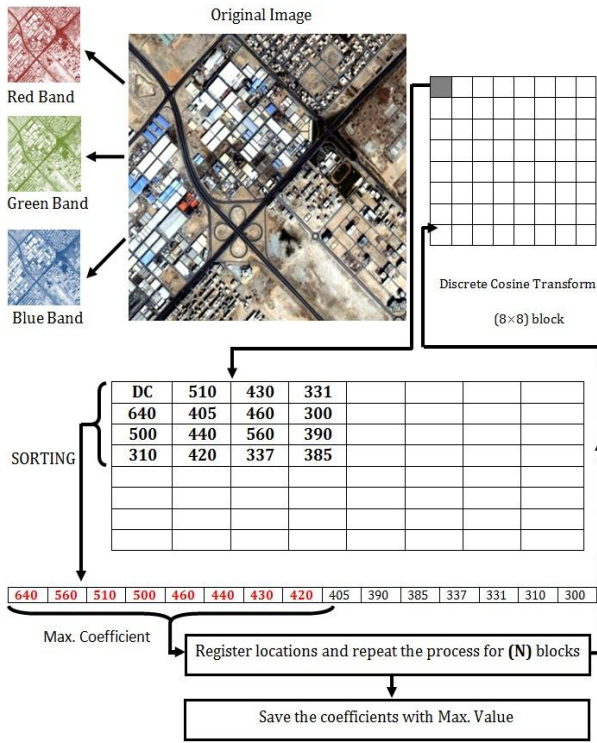 Original Image
Red Band
Green Band
Blue Band
Discrete Cosine Transform
(8×8) block
DC 510 430 331
640 405 460 300
500 440 560 390
310 420 337 385
SORTING
640 560 510 500 460 440 430 420 405 390 385 337 331 310 300
Max. Coefficient
Register locations and repeat the process for (N) blocks
Save the coefficients with Max. Value